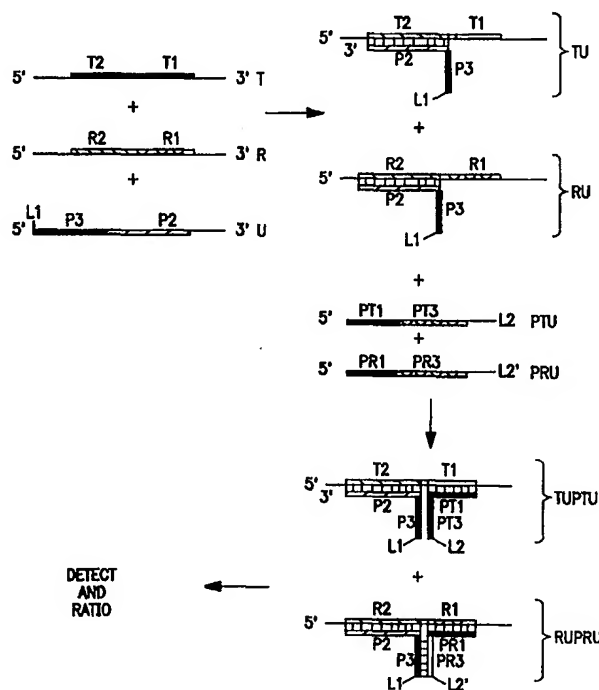 T2 T1
5' 3' T
+
R2 R1
5' 3' R
+
L1
5' P3 P2 3' U
T2 T1
5'
3' P2 P3 TU
L1
+
R2 R1
5'
P2 P3 RU
L1
+
PT1 PT3
5' L2 PTU
+
PR1 PR3
5' L2' PRU
T2 T1
5'
3' P2 PT1 TUPTU
P3 PT3
L1 L2
+
R2 R1
5'
P2 PR1 RUPRU
P3 PR3
L1 L2'
DETECT
AND
RATIO